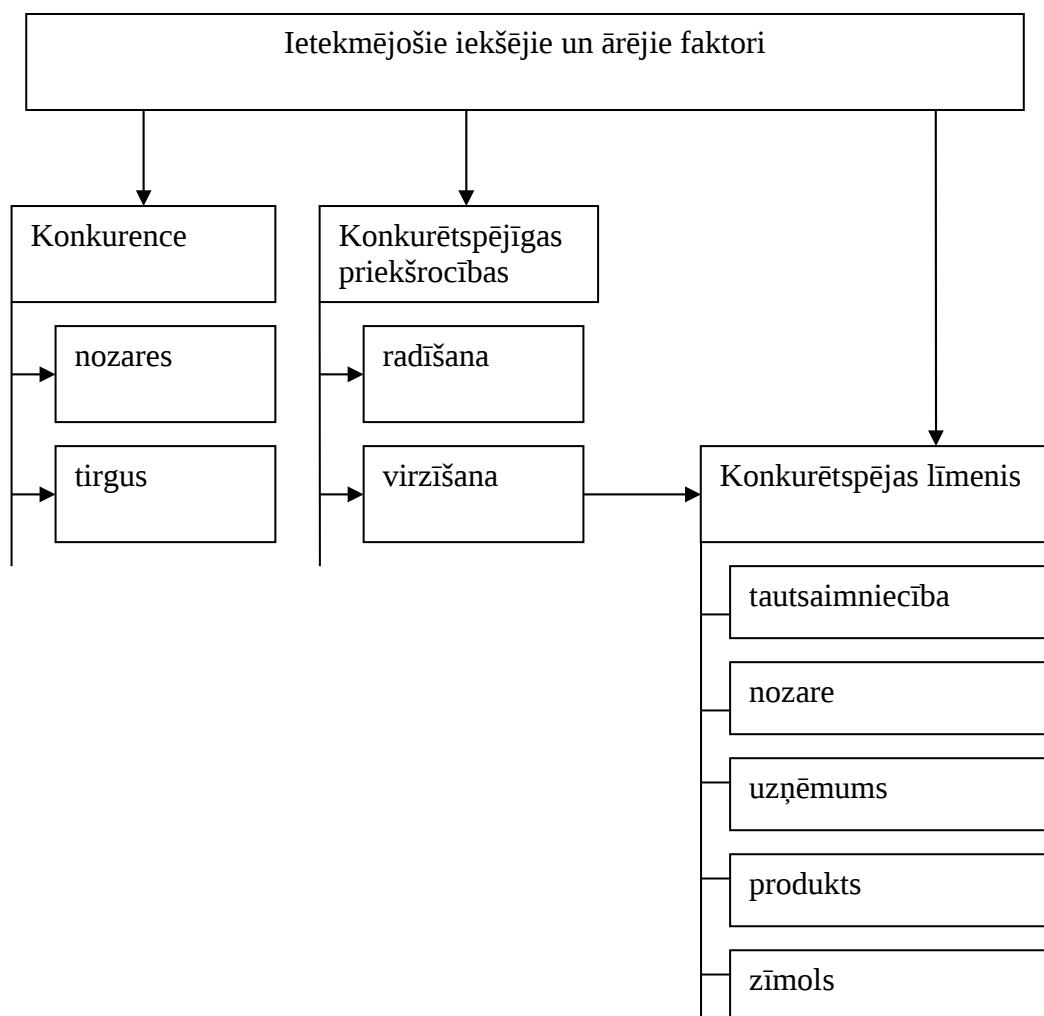 Ietekmējošie iekšējie un ārējie faktori
Konkurence
Konkurētspējīgas
priekšrocības
nozares
radīšana
tirgus
virzīšana
Konkurētspējas līmenis
tautsaimniecība
nozare
uzņēmums
produkts
zīmols